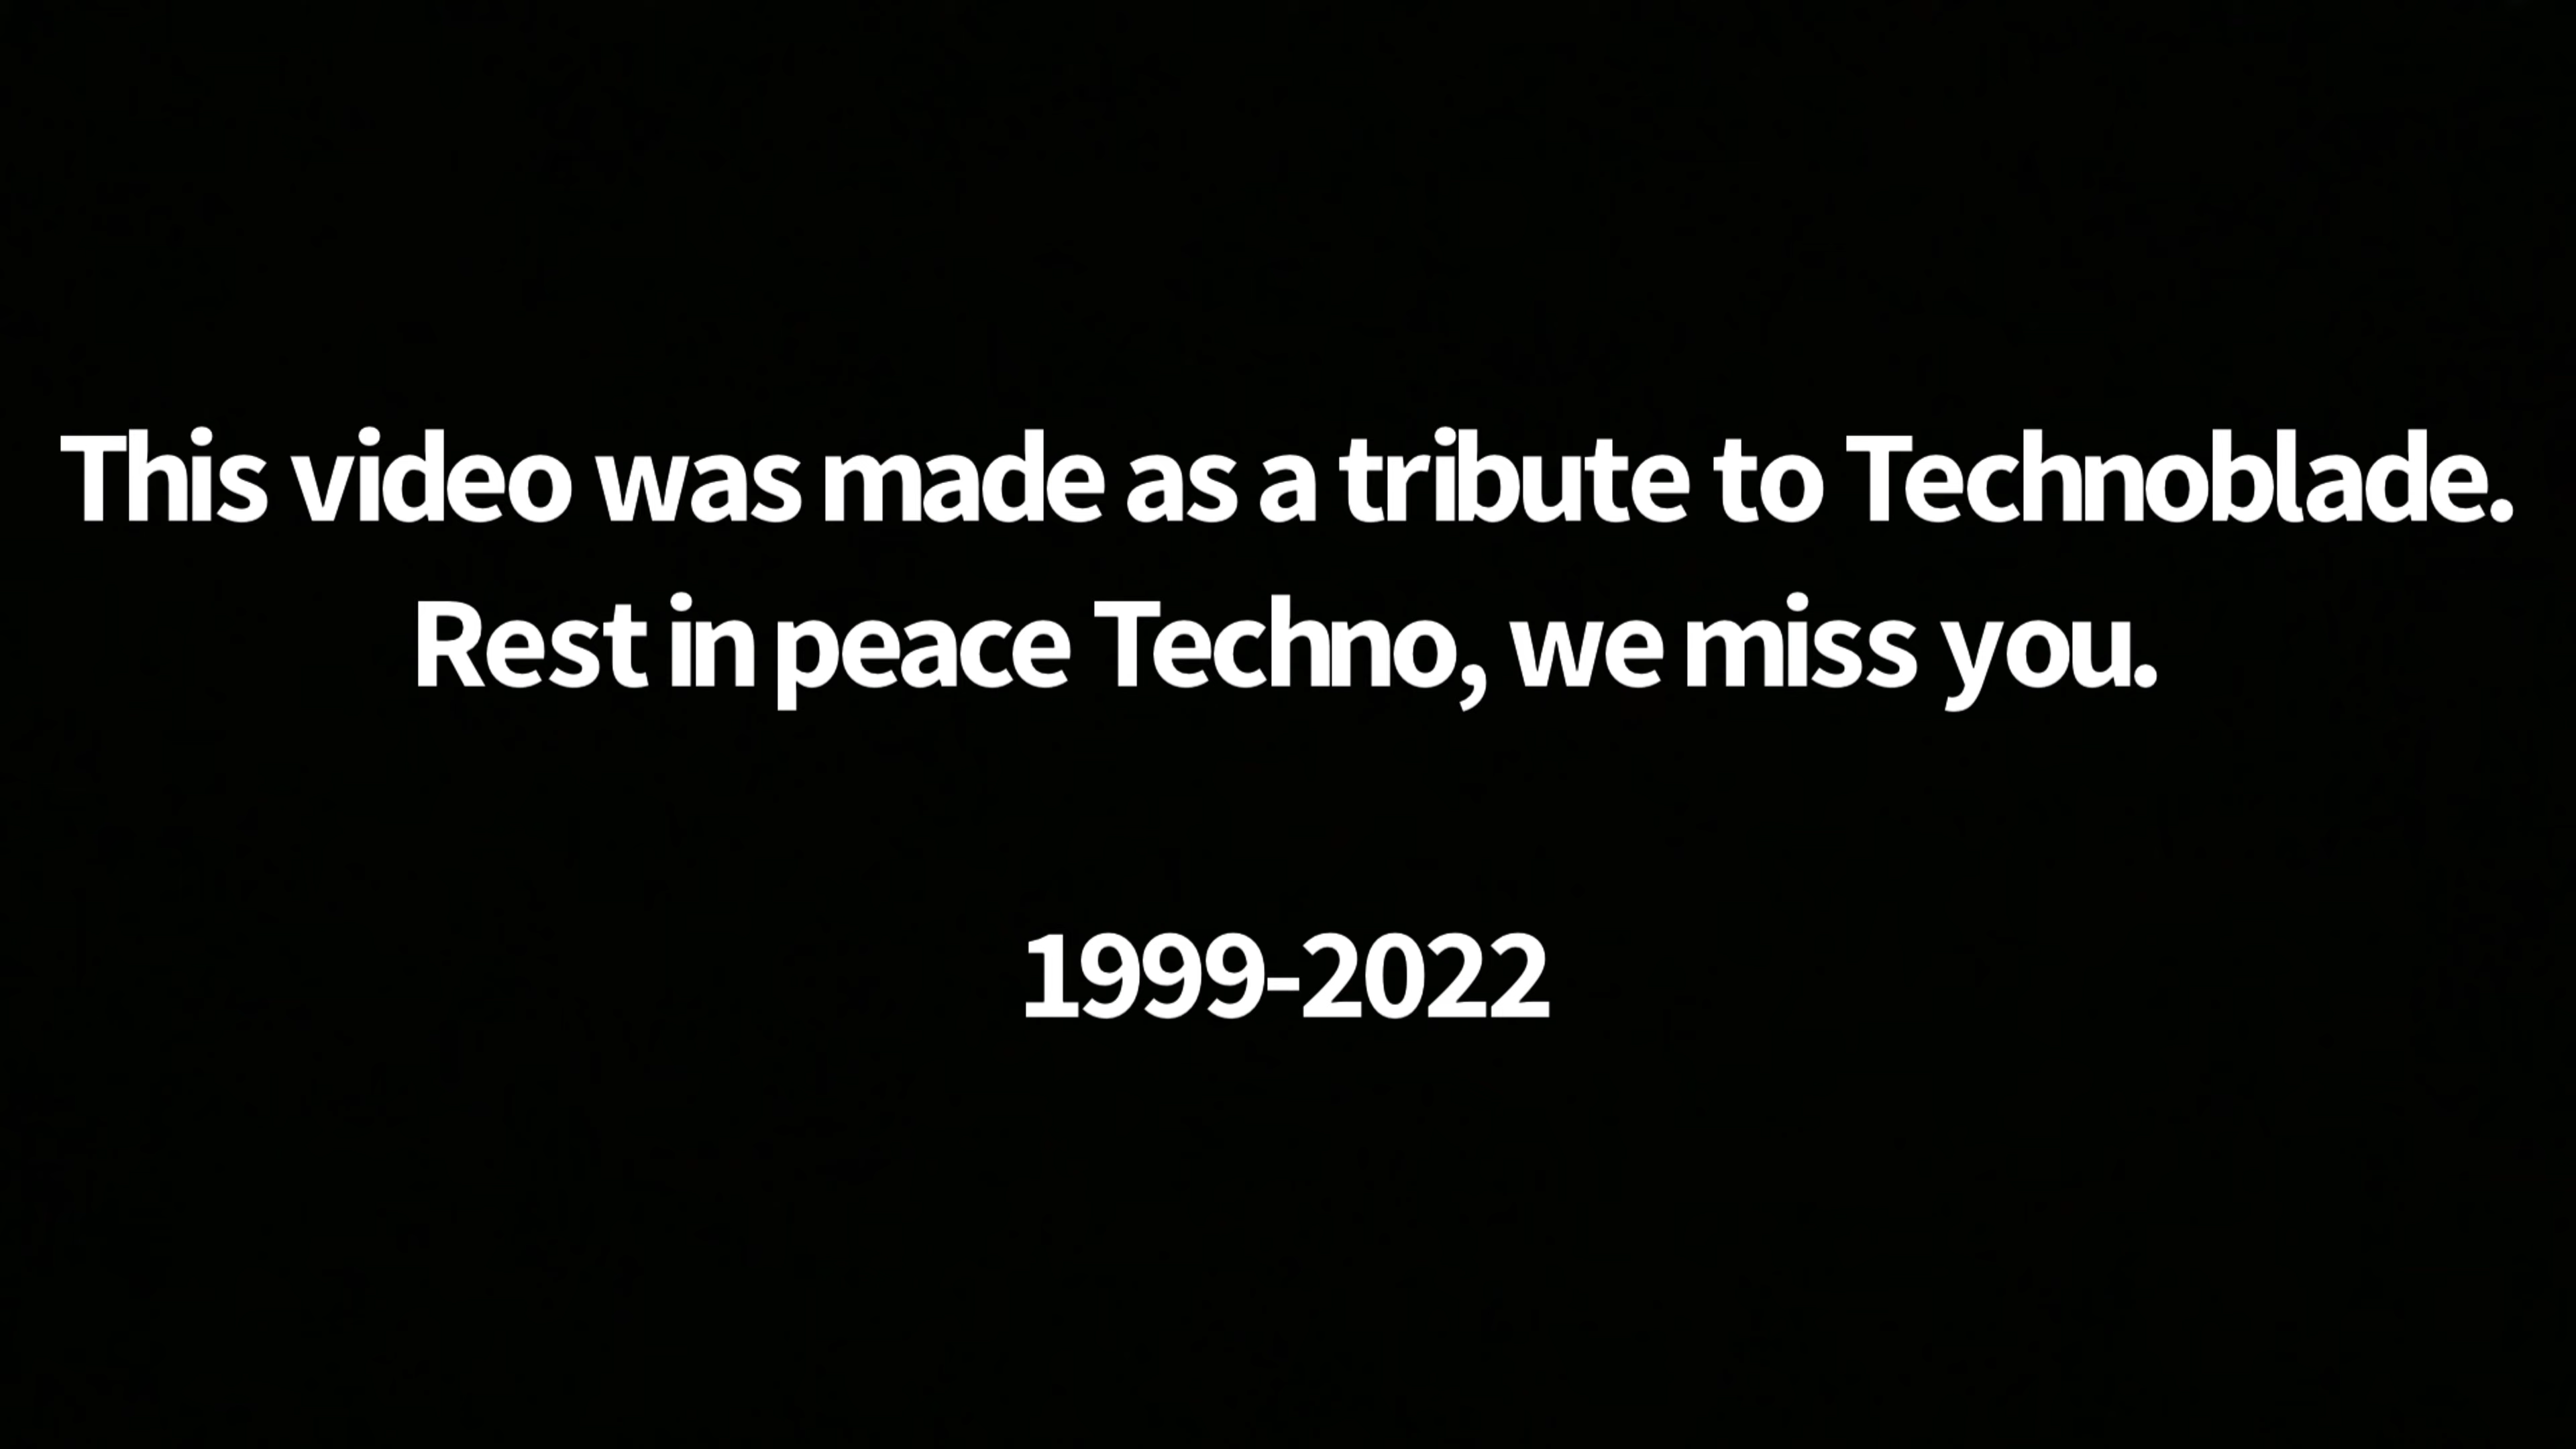 This video was made as a tribute to Technoblade.
Rest in peace Techno, we miss you.
1999-2022